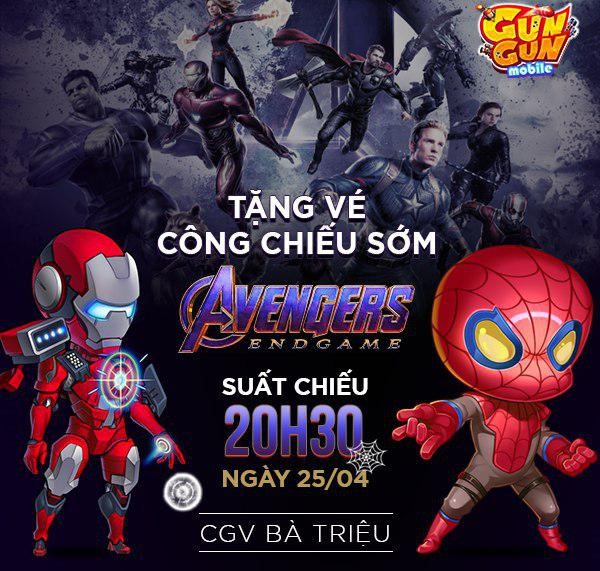 GUN
GUN
mobile
TẶNG VÉ
CÔNG CHIẾU SỚM
AVENGERS
ENDGAME
SUẤT CHIẾU
20H30
NGÀY 25/04
CGV BÀ TRIỆU